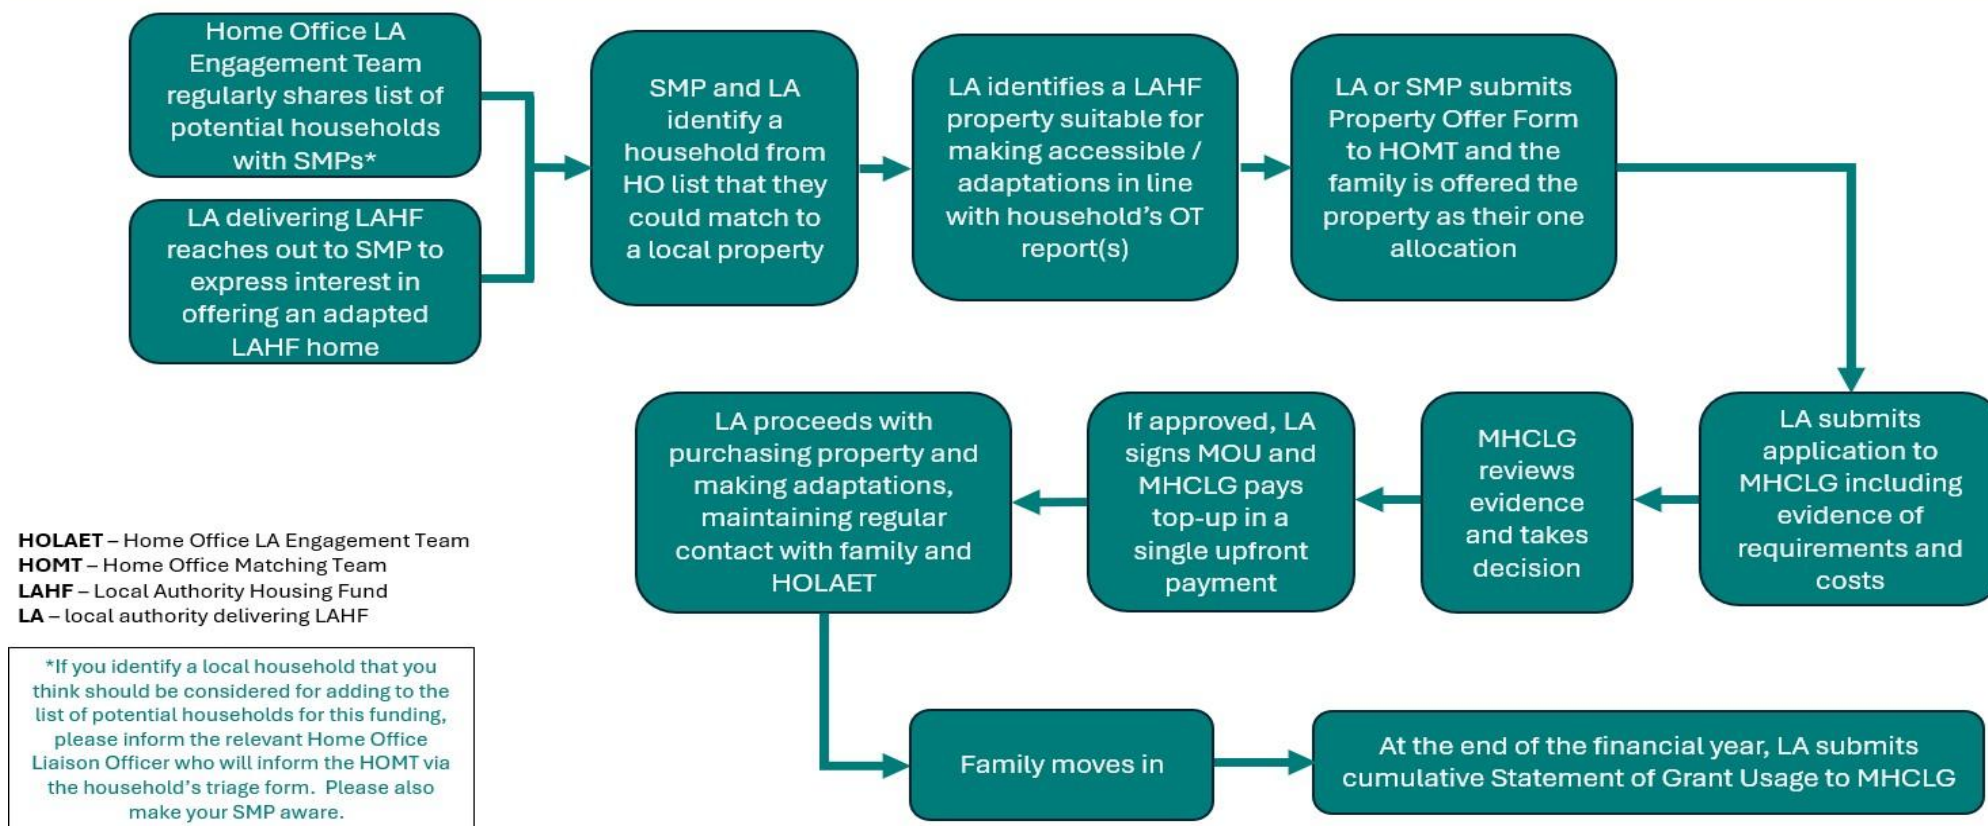 Home Office LA
Engagement Team
regularly shares list of
potential households
with SMPs*
LA delivering LAHF
reaches out to SMP to
express interest in
offering an adapted
LAHF home
SMP and LA
identify a
household from
HO list that they
could match to
a local property
LA identifies a LAHF
property suitable for
making accessible /
adaptations in line
with household’s OT
report(s)
LA or SMP submits
Property Offer Form
to HOMT and the
family is offered the
property as their one
allocation
LA submits
application to
MHCLG including
evidence of
requirements and
costs
MHCLG
reviews
evidence
and takes
decision
If approved, LA
signs MOU and
MHCLG pays
top-up in a
single upfront
payment
LA proceeds with
purchasing property and
making adaptations,
maintaining regular
contact with family and
HOLAET
Family moves in
At the end of the financial year, LA submits
cumulative Statement of Grant Usage to MHCLG
HOLAET – Home Office LA Engagement Team
HOMT – Home Office Matching Team
LAHF – Local Authority Housing Fund
LA – local authority delivering LAHF
*If you identify a local household that you
think should be considered for adding to the
list of potential households for this funding,
please inform the relevant Home Office
Liaison Officer who will inform the HOMT via
the household’s triage form. Please also
make your SMP aware.